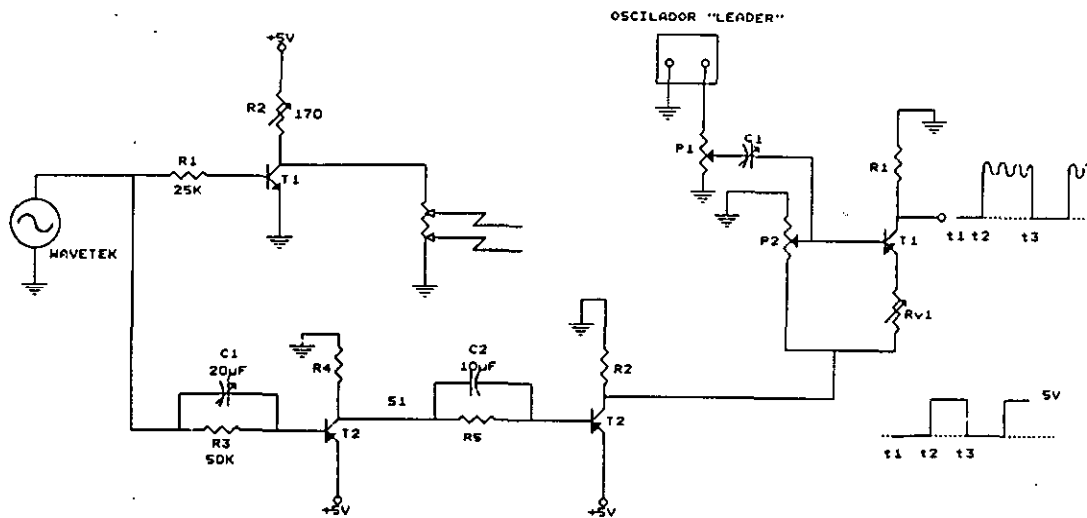 OSCILADOR "LEADER"
+5V
R2
170
R1
25K
T1
WAVETEK
P1
C1
R1
P2
T1
t1 t2
t3
Rv1
C1
20µF
R3
50K
R4
T2
+5V
S1
C2
10µF
R5
R2
T2
+5V
5V
t1
t2
t3